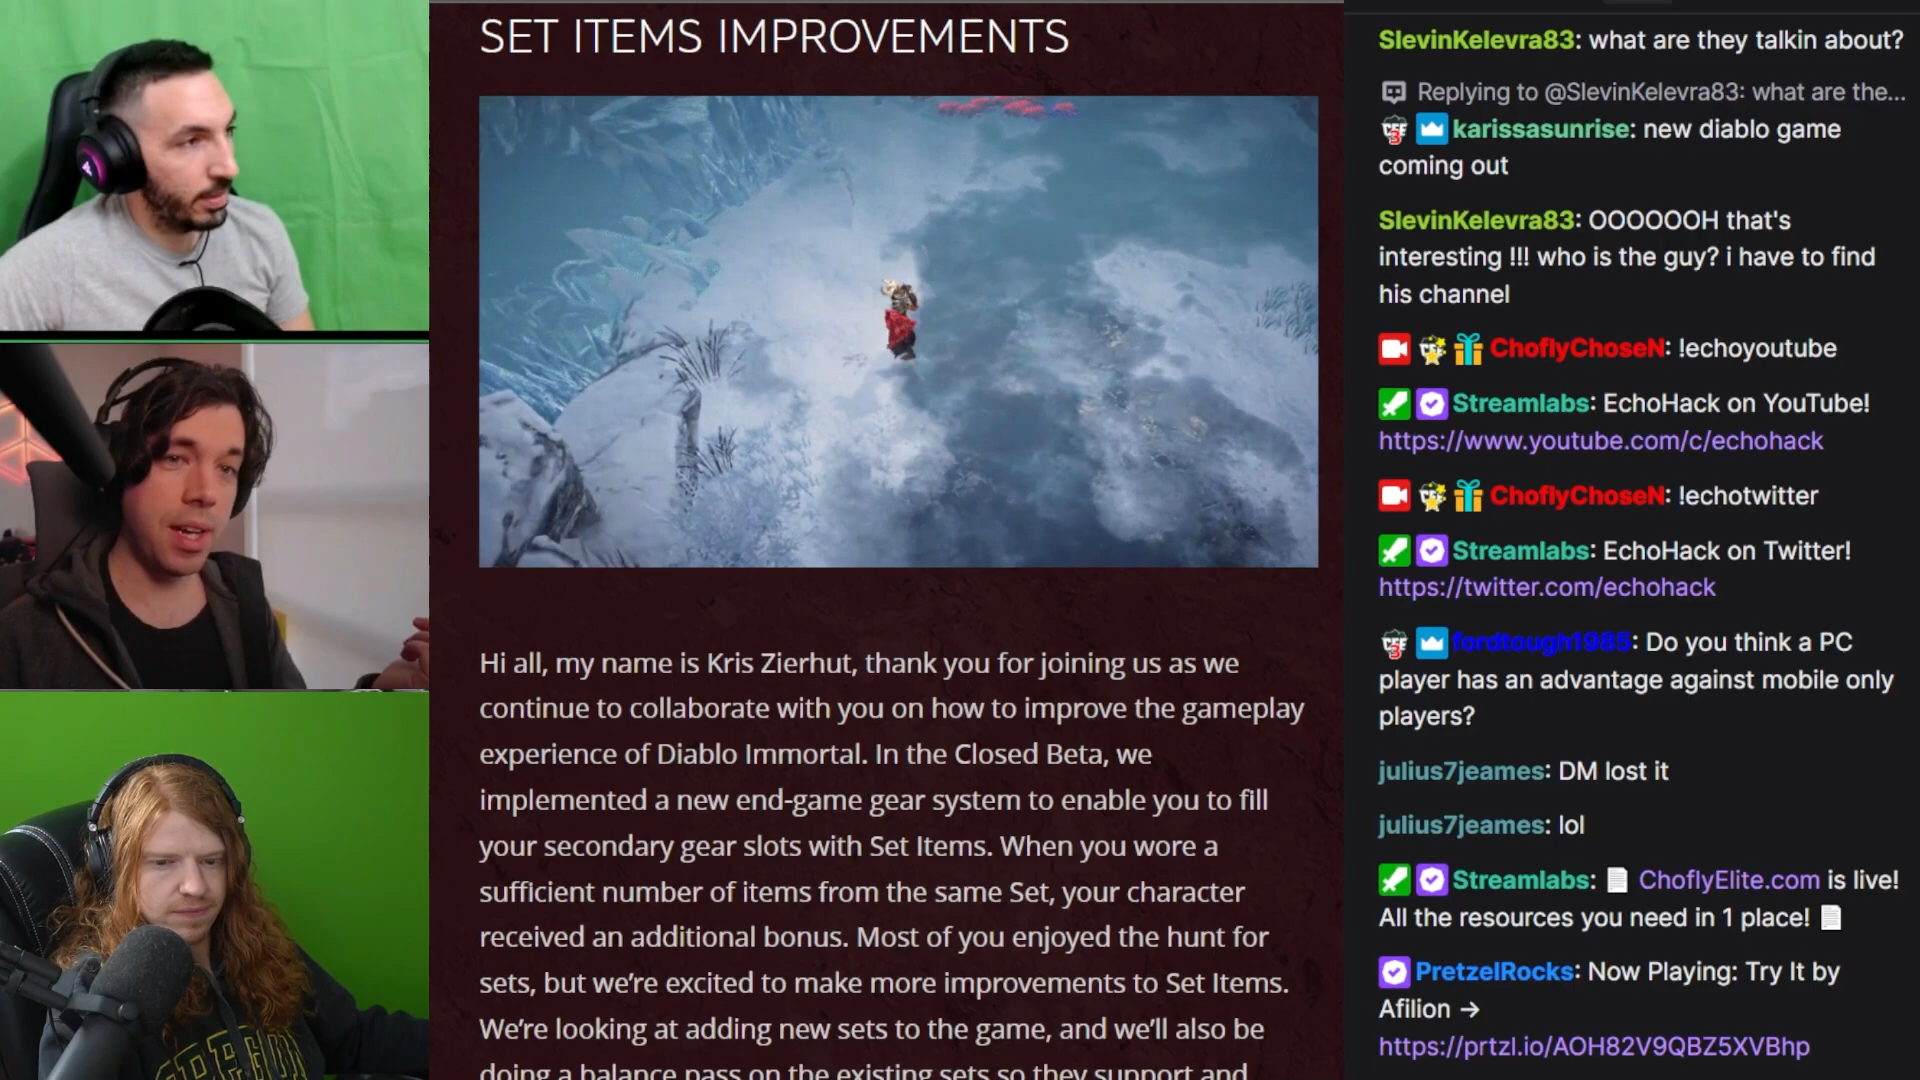 SET ITEMS IMPROVEMENTS
Hi all, my name is Kris Zierhut, thank you for joining us as we
continue to collaborate with you on how to improve the gameplay
experience of Diablo Immortal. In the Closed Beta, we
implemented a new end-game gear system to enable you to fill
your secondary gear slots with Set Items. When you wore a
sufficient number of items from the same Set, your character
received an additional bonus. Most of you enjoyed the hunt for
sets, but we’re excited to make more improvements to Set Items.
We’re looking at adding new sets to the game, and we’ll also be
doing a balance pass on the existing sets so they support and
SlevinKelevra83: what are they talkin about?
Replying to @SlevinKelevra83: what are the...
karissasunrise: new diablo game
coming out
SlevinKelevra83: OOOOOOH that's
interesting !!! who is the guy? i have to find
his channel
ChoflyChoseN: !echoyoutube
Streamlabs: EchoHack on YouTube!
https://www.youtube.com/c/echohack
ChoflyChoseN: !echotwitter
Streamlabs: EchoHack on Twitter!
https://twitter.com/echohack
fordtough1985: Do you think a PC
player has an advantage against mobile only
players?
julius7jeames: DM lost it
julius7jeames: lol
Streamlabs: ChoflyElite.com is live!
All the resources you need in 1 place!
PretzelRocks: Now Playing: Try It by
Afilion →
https://prtzl.io/AOH82V9QBZ5XVBhp